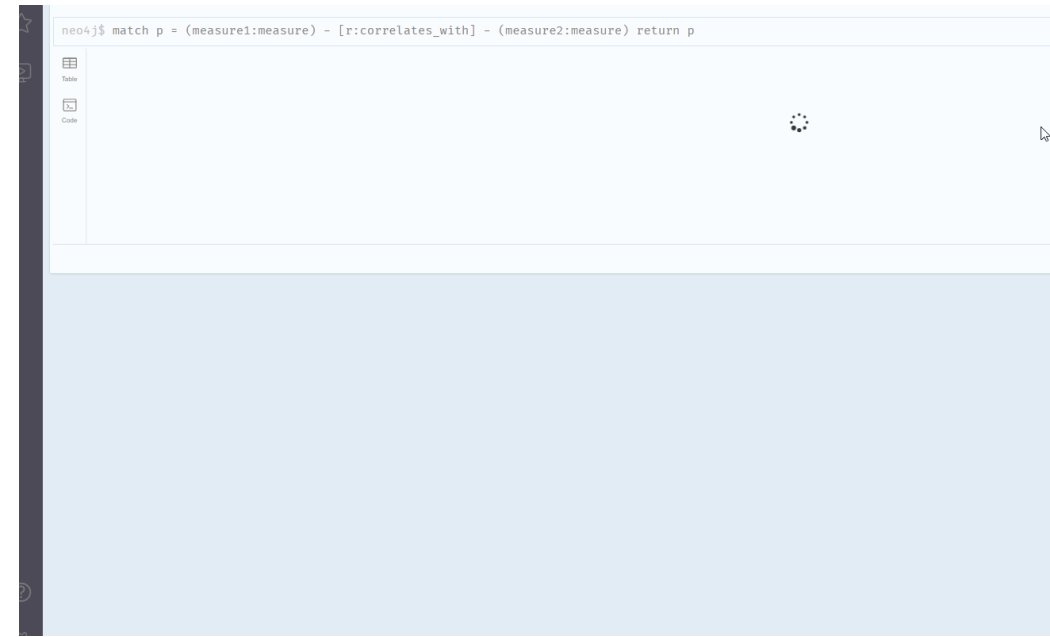 neo4j$ match p = (measure1:measure) - [r:correlates_with] - (measure2:measure) return p
Table
Code